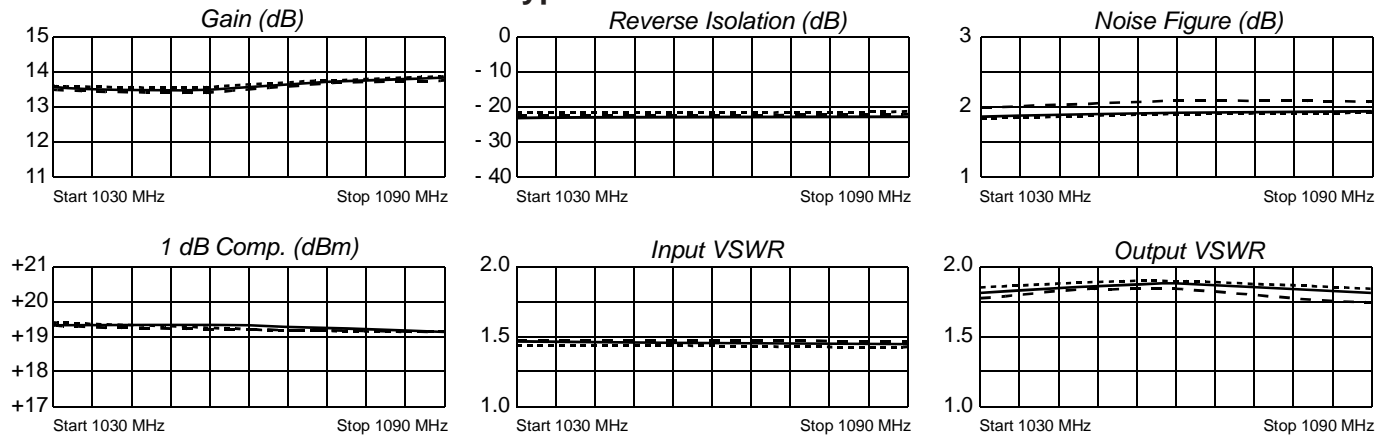 Gain (dB)
15
14
13
12
11
Start 1030 MHz Stop 1090 MHz
Reverse Isolation (dB)
0
- 10
- 20
- 30
- 40
Start 1030 MHz Stop 1090 MHz
Noise Figure (dB)
3
2
1
Start 1030 MHz Stop 1090 MHz
1 dB Comp. (dBm)
+21
+20
+19
+18
+17
Start 1030 MHz Stop 1090 MHz
Input VSWR
2.0
1.5
1.0
Start 1030 MHz Stop 1090 MHz
Output VSWR
2.0
1.5
1.0
Start 1030 MHz Stop 1090 MHz